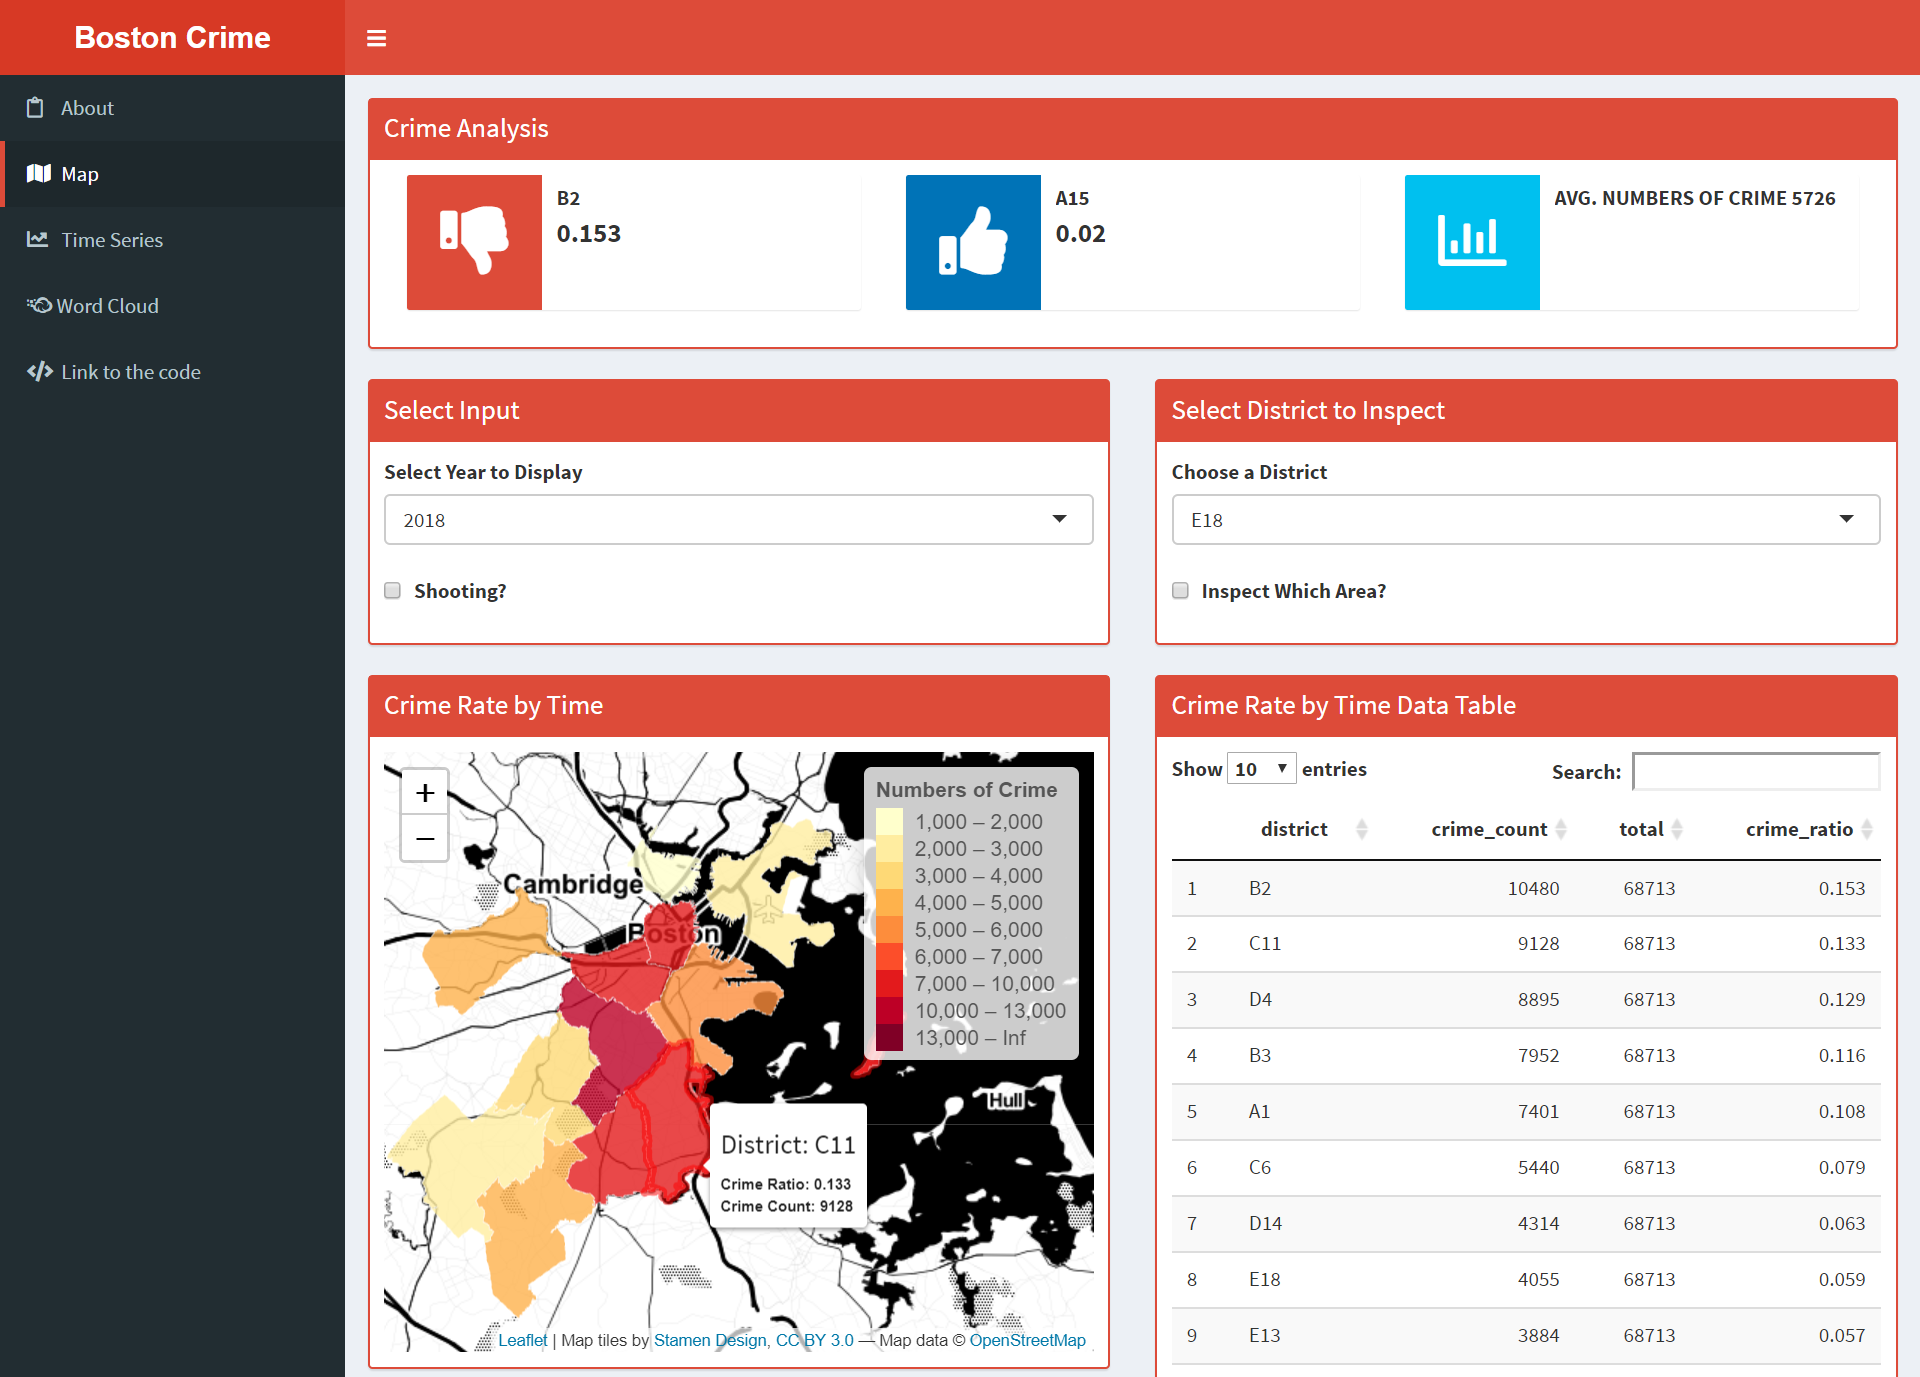 Boston Crime
About
Map
Time Series
Word Cloud
Link to the code
Crime Analysis
B2
0.153
A15
0.02
AVG. NUMBERS OF CRIME 5726
Select Input
Select Year to Display
2018
Shooting?
Select District to Inspect
Choose a District
E18
Inspect Which Area?
Crime Rate by Time
+
−
Cambridge
Boston
Hull
Numbers of Crime
1,000 – 2,000
2,000 – 3,000
3,000 – 4,000
4,000 – 5,000
5,000 – 6,000
6,000 – 7,000
7,000 – 10,000
10,000 – 13,000
13,000 – Inf
District: C11
Crime Ratio: 0.133
Crime Count: 9128
Leaflet | Map tiles by Stamen Design, CC BY 3.0 — Map data © OpenStreetMap
Crime Rate by Time Data Table
Show 10 entries
Search:
district crime_count total crime_ratio
1 B2 10480 68713 0.153
2 C11 9128 68713 0.133
3 D4 8895 68713 0.129
4 B3 7952 68713 0.116
5 A1 7401 68713 0.108
6 C6 5440 68713 0.079
7 D14 4314 68713 0.063
8 E18 4055 68713 0.059
9 E13 3884 68713 0.057